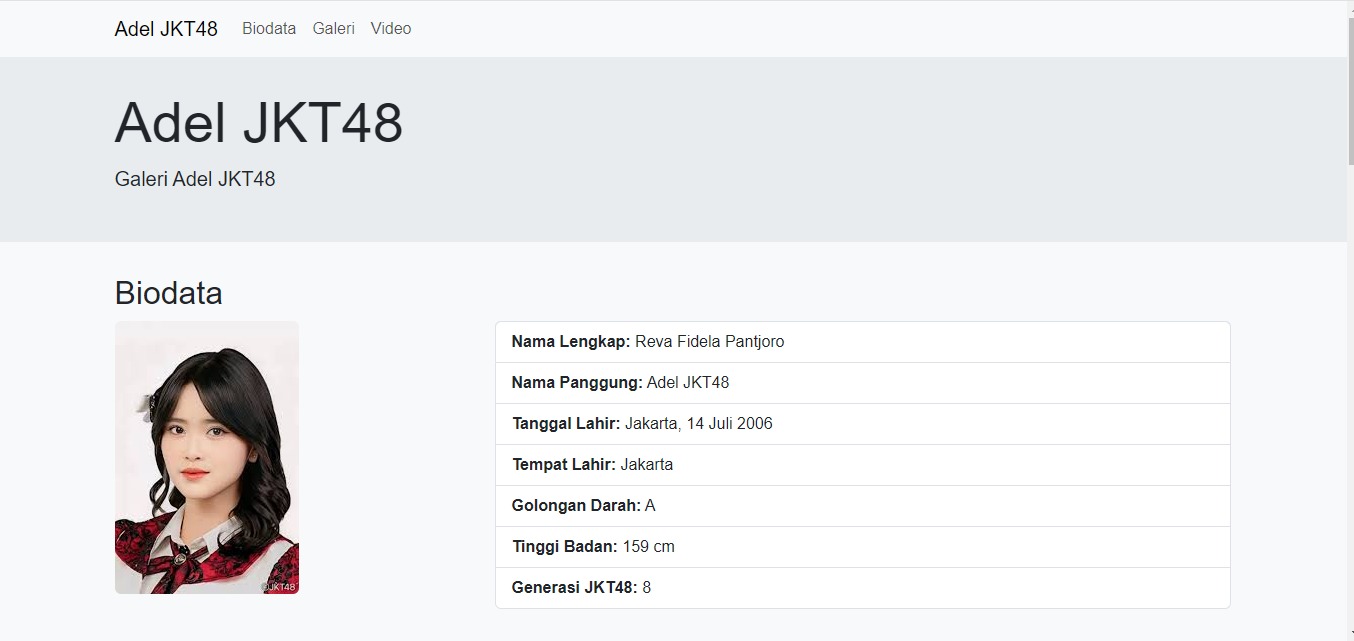 Adel JKT48 Biodata Galeri Video
Adel JKT48
Galeri Adel JKT48
Biodata
Nama Lengkap: Reva Fidela Pantjoro
Nama Panggung: Adel JKT48
Tanggal Lahir: Jakarta, 14 Juli 2006
Tempat Lahir: Jakarta
Golongan Darah: A
Tinggi Badan: 159 cm
Generasi JKT48: 8
@JKT48